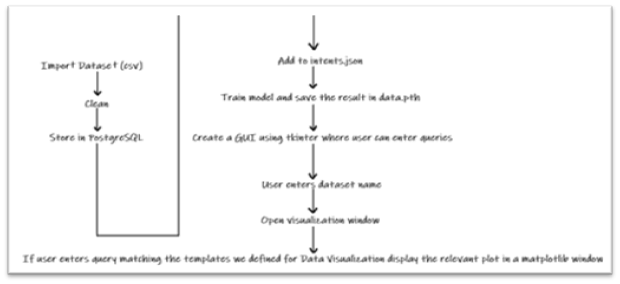 Import Dataset (csv)
Clean
Store in PostgreSQL
Add to intents.json
Train model and save the result in data.pth
Create a GUI using tkinter where user can enter queries
User enters dataset name
Open visualization window
If user enters query matching the templates we defined for Data Visualization display the relevant plot in a matplotlib window